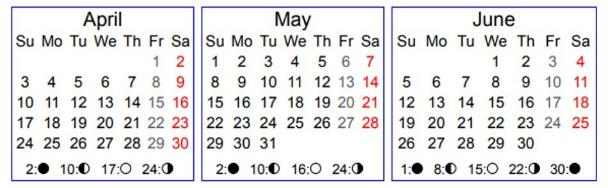 April
Su Mo Tu We Th Fr Sa
1 2
3 4 5 6 7 8 9
10 11 12 13 14 15 16
17 18 19 20 21 22 23
24 25 26 27 28 29 30
2:● 10:◐ 17:○ 24:◑
May
Su Mo Tu We Th Fr Sa
1 2 3 4 5 6 7
8 9 10 11 12 13 14
15 16 17 18 19 20 21
22 23 24 25 26 27 28
29 30 31
2:● 10:◐ 16:○ 24:◑
June
Su Mo Tu We Th Fr Sa
1 2 3 4
5 6 7 8 9 10 11
12 13 14 15 16 17 18
19 20 21 22 23 24 25
26 27 28 29 30
1:● 8:◐ 15:○ 22:◑ 30:●